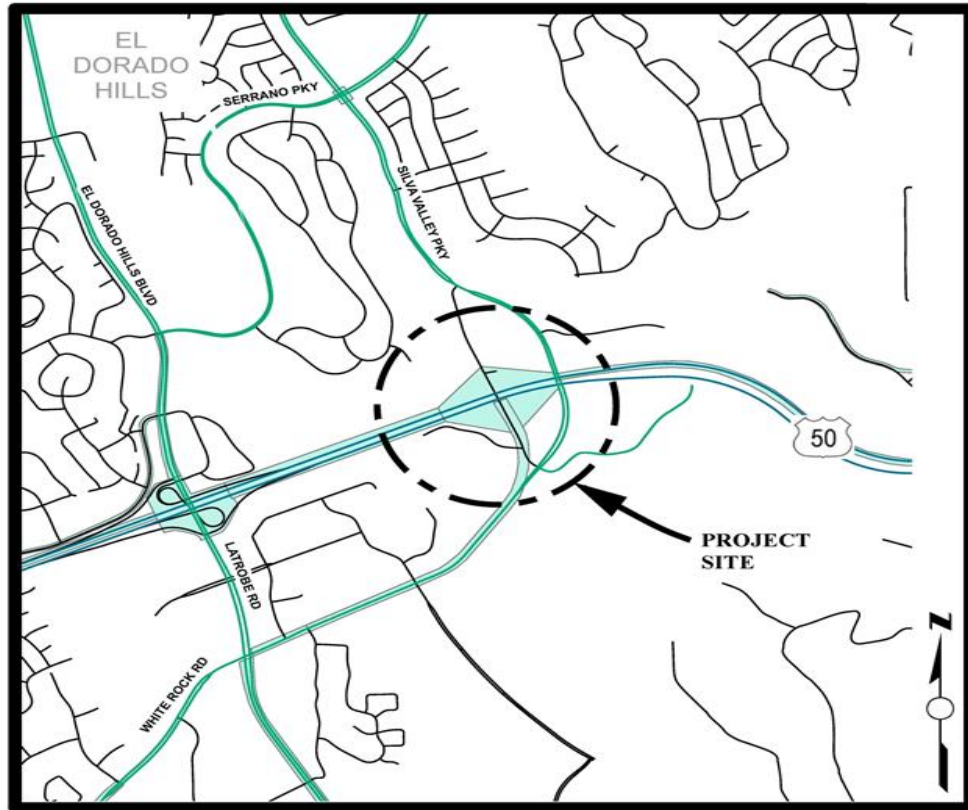 EL
DORADO
HILLS
SERRANO PKY
SILVA VALLEY PKY
EL DORADO HILLS BLVD
50
PROJECT
SITE
LATROBE RD
WHITE ROCK RD
N